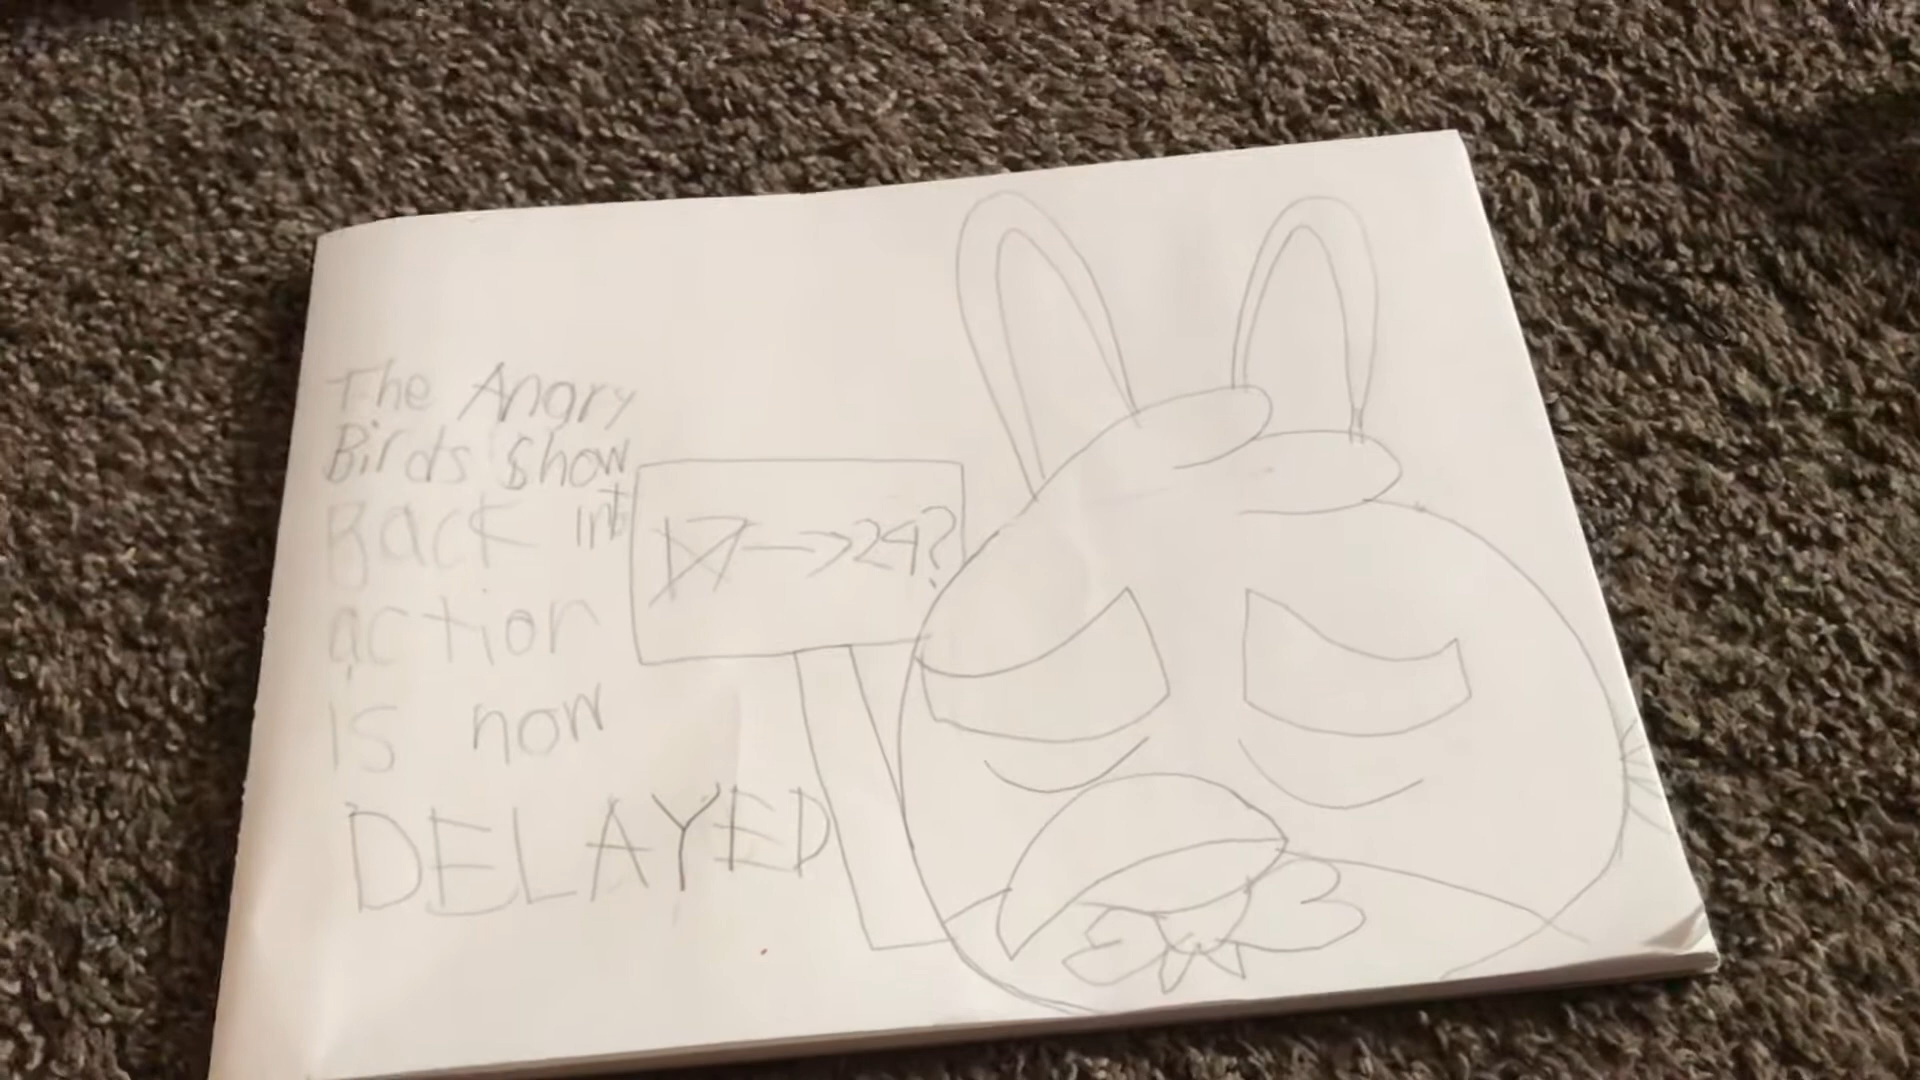 The Angry
Birds Show
Back into
action
is now
DELAYED
17->24?